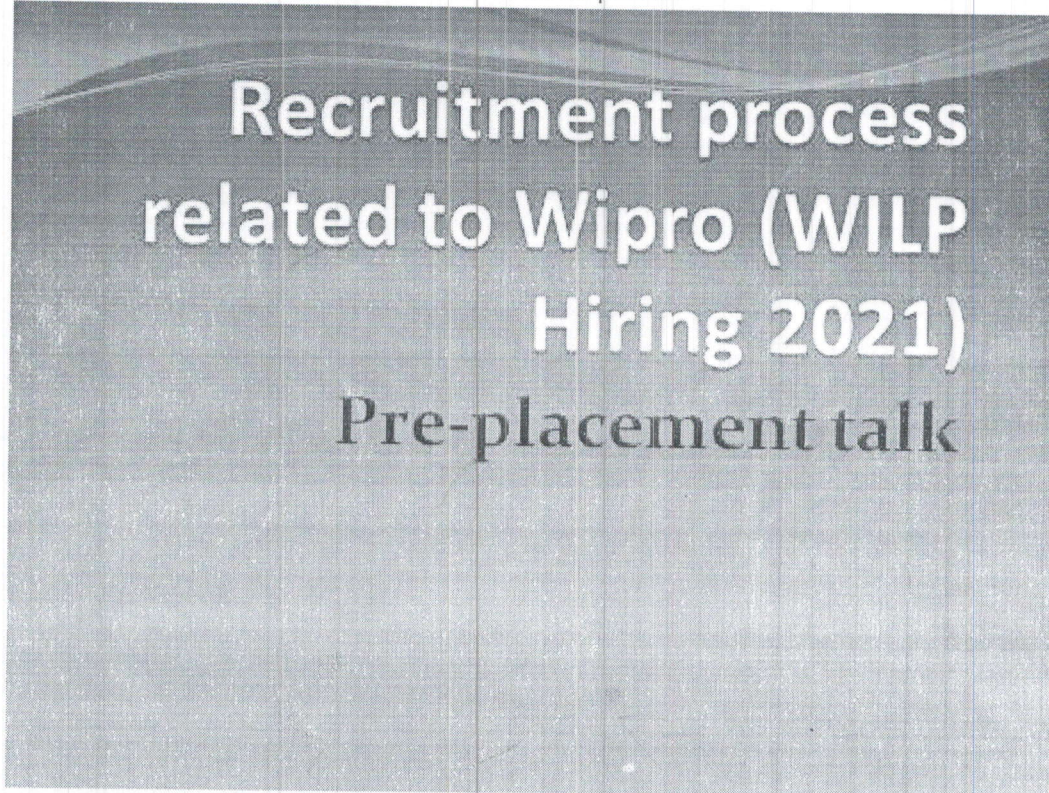 Recruitment process
related to Wipro (WILP
Hiring 2021)
Pre-placement talk